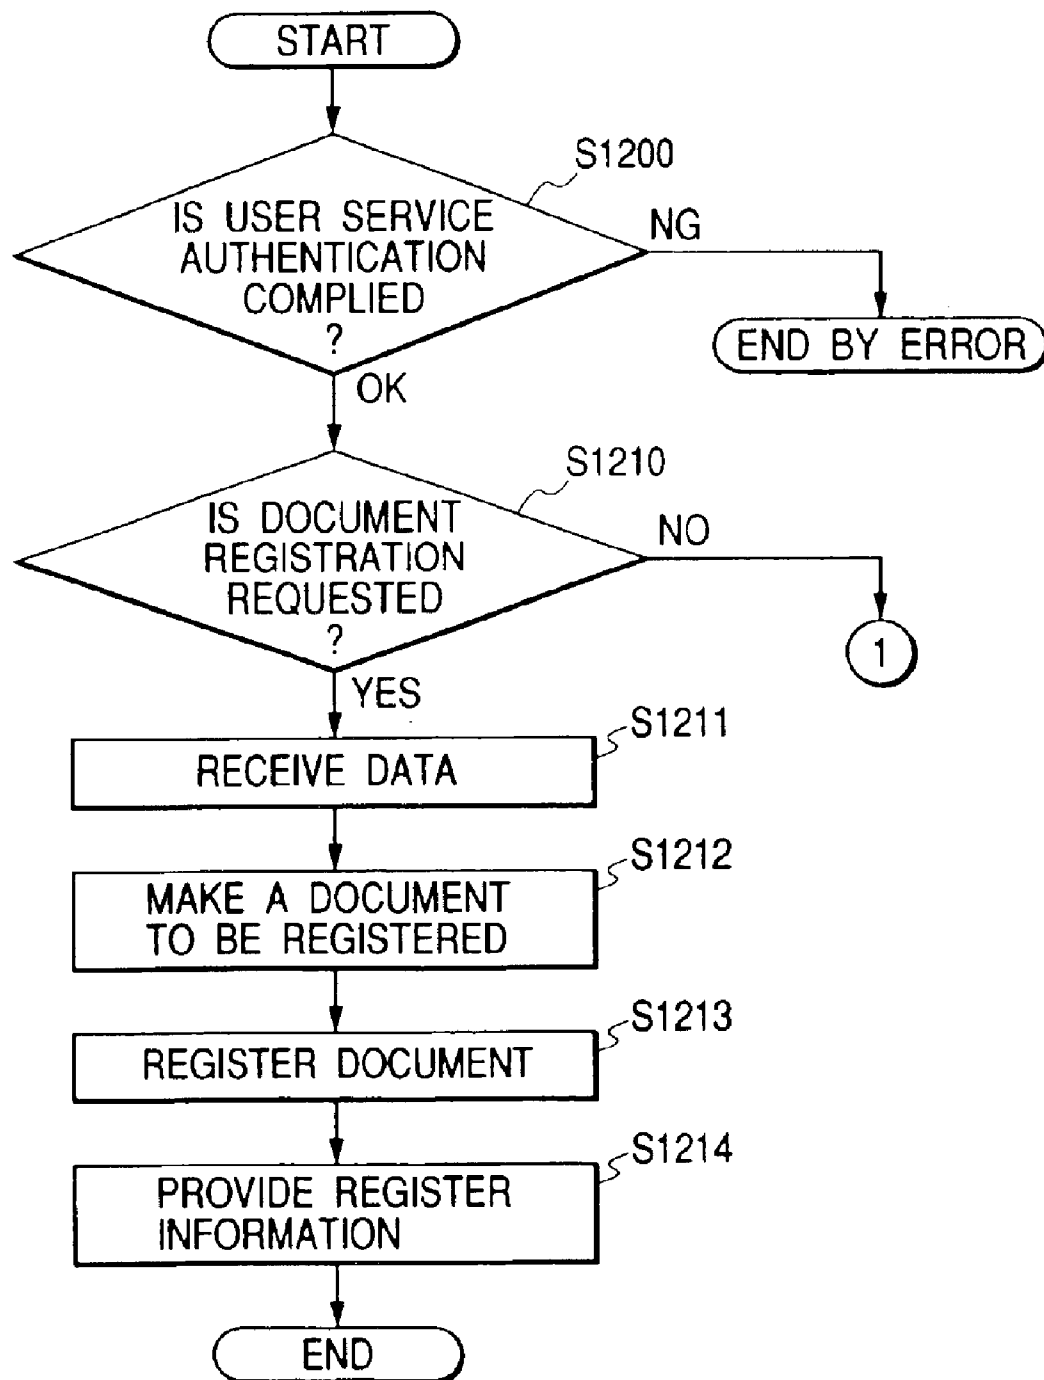 START
S1200
IS USER SERVICE
AUTHENTICATION
COMPLIED
?
NG
END BY ERROR
OK
S1210
IS DOCUMENT
REGISTRATION
REQUESTED
?
NO
1
YES
S1211
RECEIVE DATA
S1212
MAKE A DOCUMENT
TO BE REGISTERED
S1213
REGISTER DOCUMENT
S1214
PROVIDE REGISTER
INFORMATION
END